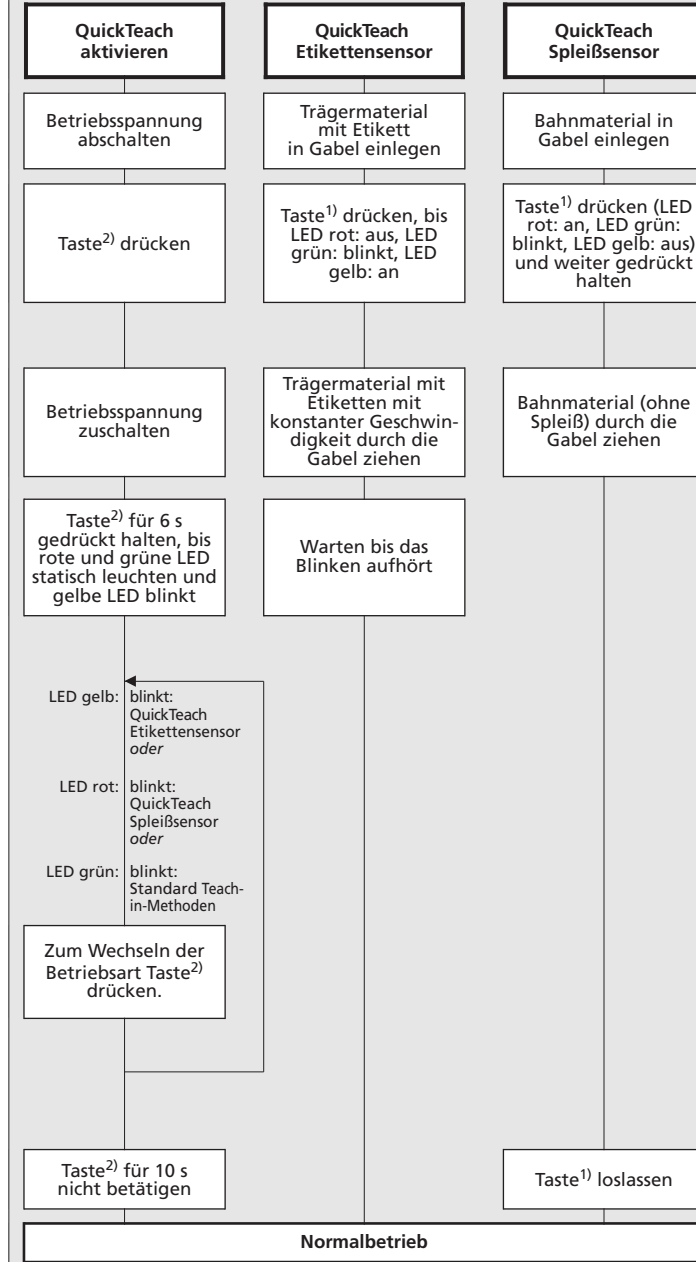 QuickTeach
aktivieren
Betriebsspannung
abschalten
Taste2) drücken
Betriebsspannung
zuschalten
Taste2) für 6 s
gedrückt halten, bis
rote und grüne LED
statisch leuchten und
gelbe LED blinkt
LED gelb: blinkt:
QuickTeach
Etikettensensor
oder
LED rot: blinkt:
QuickTeach
Spleißsensor
oder
LED grün: blinkt:
Standard Teach-
in-Methoden
Zum Wechseln der
Betriebsart Taste2)
drücken.
Taste2) für 10 s
nicht betätigen
QuickTeach
Etikettensensor
Trägermaterial
mit Etikett
in Gabel einlegen
Taste1) drücken, bis
LED rot: aus, LED
grün: blinkt, LED
gelb: an
Trägermaterial mit
Etiketten mit
konstanter Geschwin-
digkeit durch die
Gabel ziehen
Warten bis das
Blinken aufhört
QuickTeach
Spleißsensor
Bahnmaterial in
Gabel einlegen
Taste1) drücken (LED
rot: an, LED grün:
blinkt, LED gelb: aus)
und weiter gedrückt
halten
Bahnmaterial (ohne
Spleiß) durch die
Gabel ziehen
Taste1) loslassen
Normalbetrieb